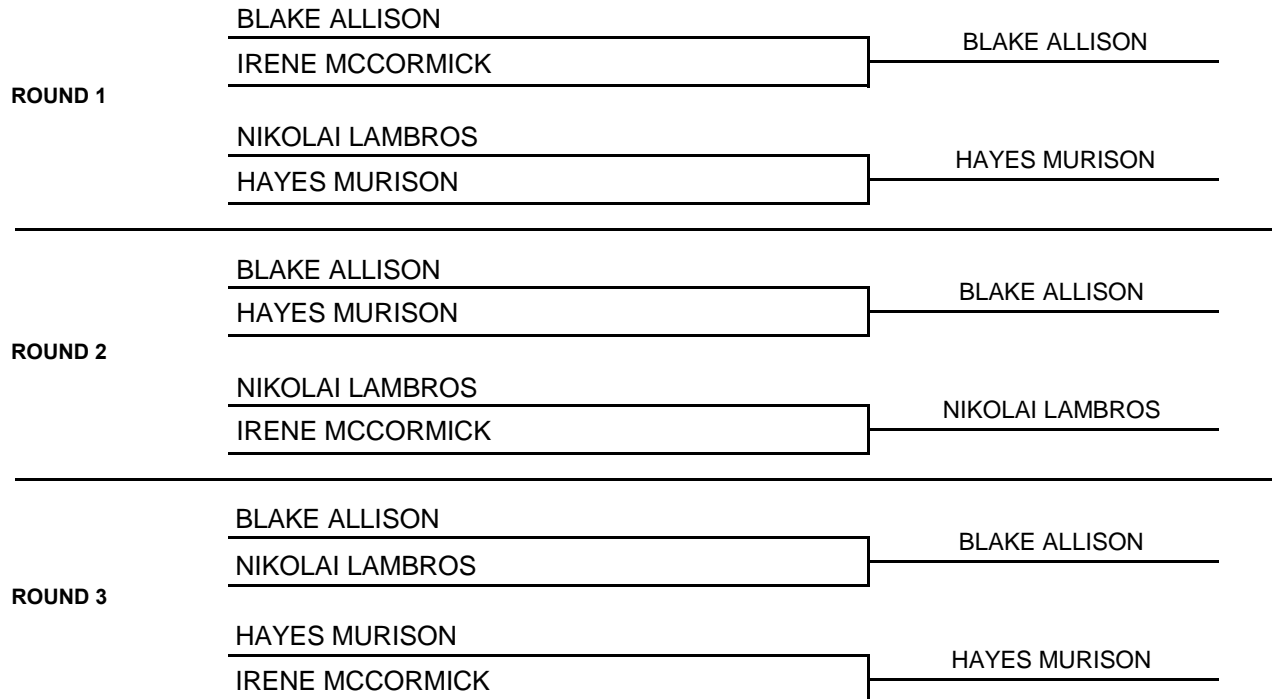 BLAKE ALLISON
IRENE MCCORMICK
BLAKE ALLISON
ROUND 1
NIKOLAI LAMBROS
HAYES MURISON
HAYES MURISON
BLAKE ALLISON
HAYES MURISON
BLAKE ALLISON
ROUND 2
NIKOLAI LAMBROS
IRENE MCCORMICK
NIKOLAI LAMBROS
BLAKE ALLISON
NIKOLAI LAMBROS
BLAKE ALLISON
ROUND 3
HAYES MURISON
IRENE MCCORMICK
HAYES MURISON